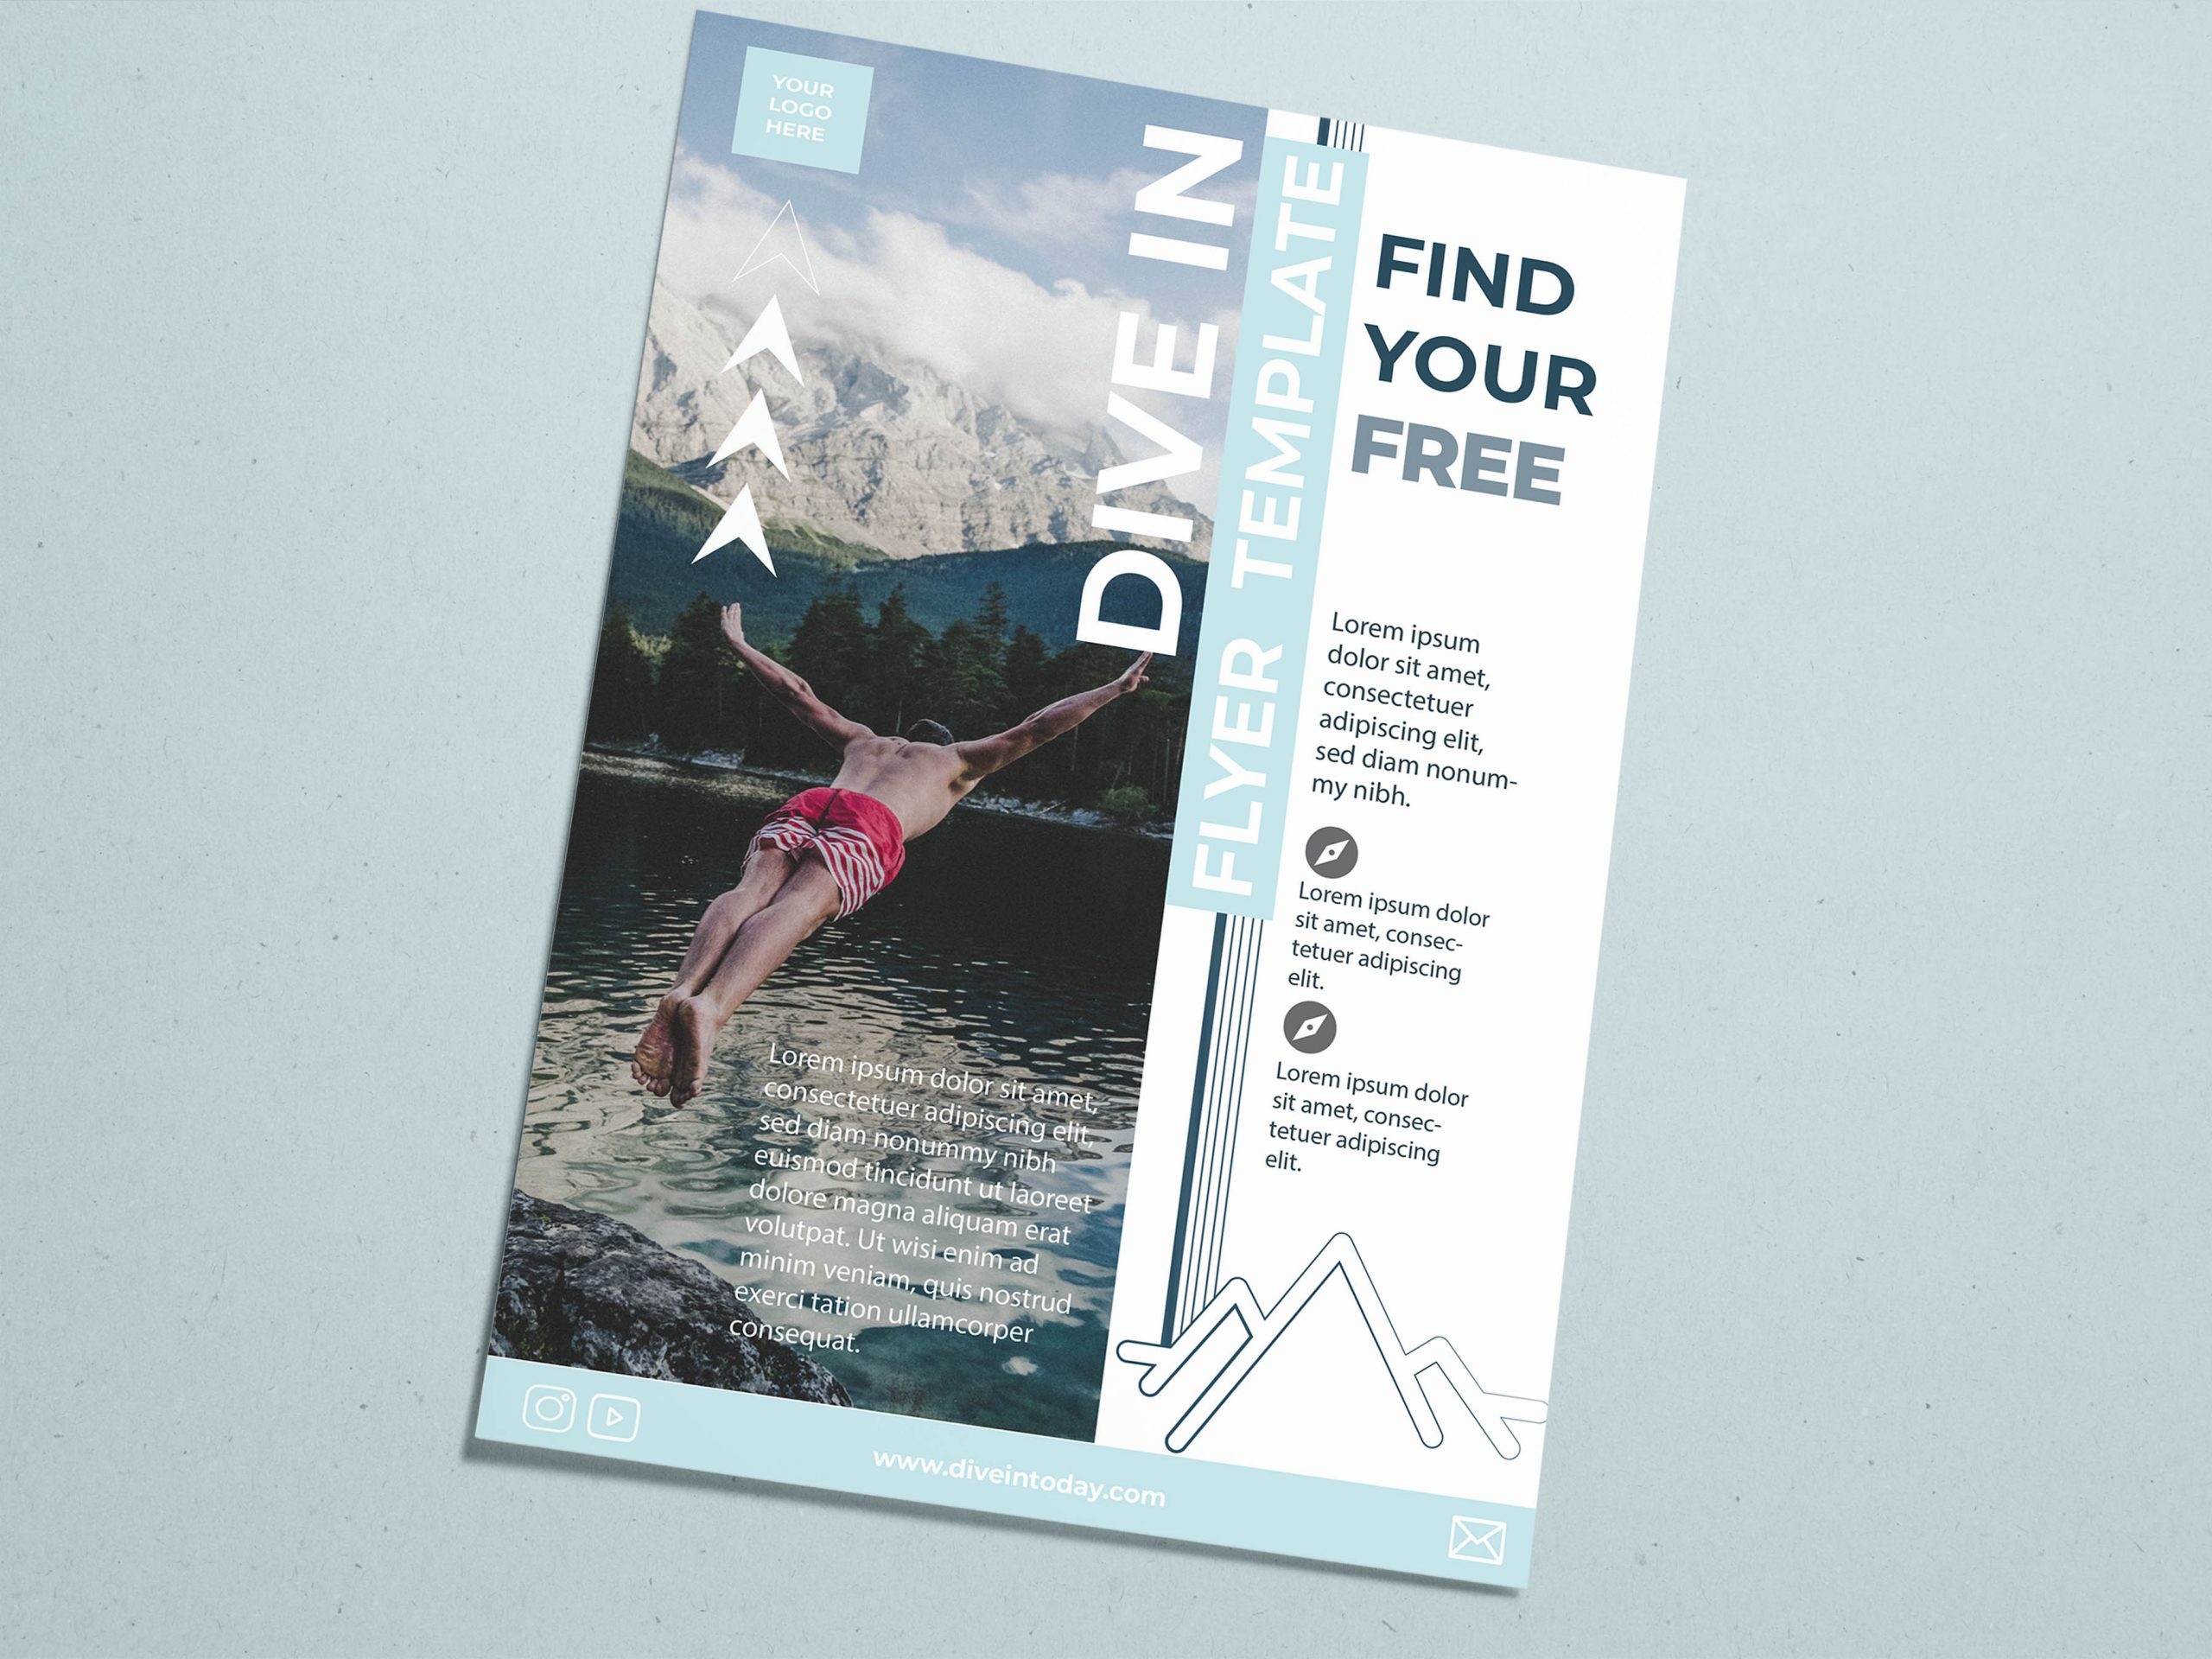 YOUR
LOGO
HERE
DIVE IN
FLYER TEMPLATE
FIND
YOUR
FREE
Lorem ipsum
dolor sit amet,
consectetuer
adipiscing elit,
sed diam nonum-
my nibh.
Lorem ipsum dolor
sit amet, consec-
tetuer adipiscing
elit.
Lorem ipsum dolor
sit amet, consec-
tetuer adipiscing
elit.
Lorem ipsum dolor sit amet,
consectetuer adipiscing elit,
sed diam nonummy nibh
euismod tincidunt ut laoreet
dolore magna aliquam erat
volutpat. Ut wisi enim ad
minim veniam, quis nostrud
exerci tation ullamcorper
consequat.
www.diveintoday.com